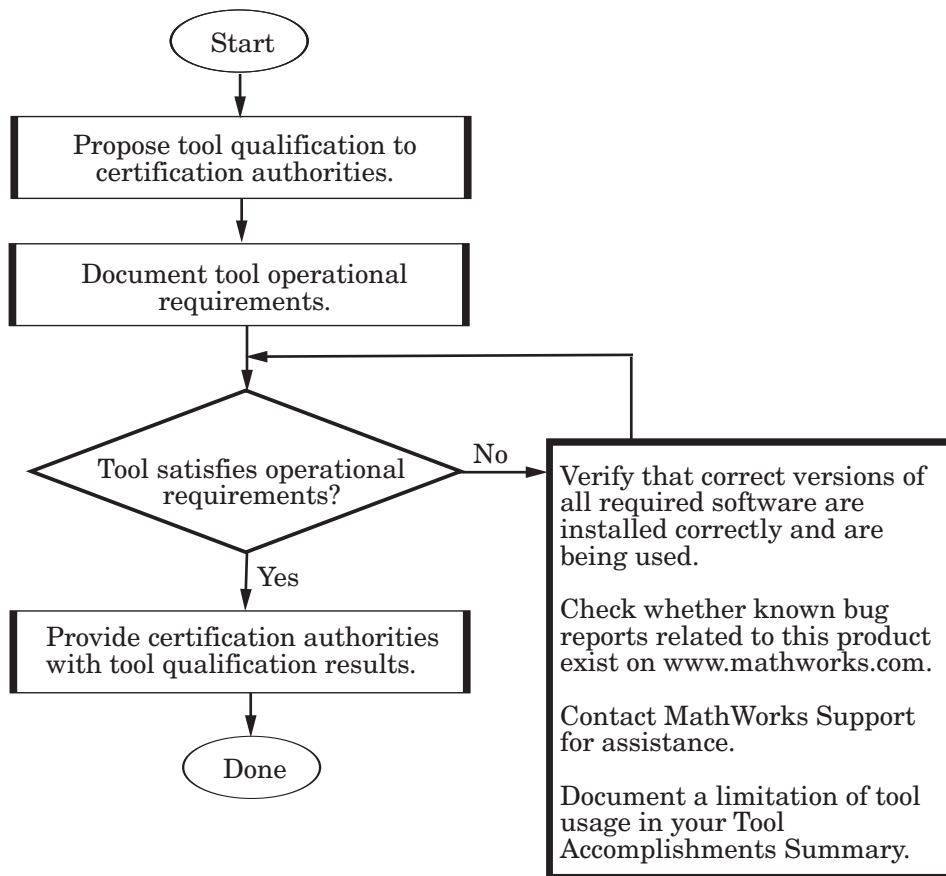 Start
Propose tool qualification to
certification authorities.
Document tool operational
requirements.
Tool satisfies operational
requirements?
No
Yes
Verify that correct versions of
all required software are
installed correctly and are
being used.
Check whether known bug
reports related to this product
exist on www.mathworks.com.
Contact MathWorks Support
for assistance.
Document a limitation of tool
usage in your Tool
Accomplishments Summary.
Provide certification authorities
with tool qualification results.
Done